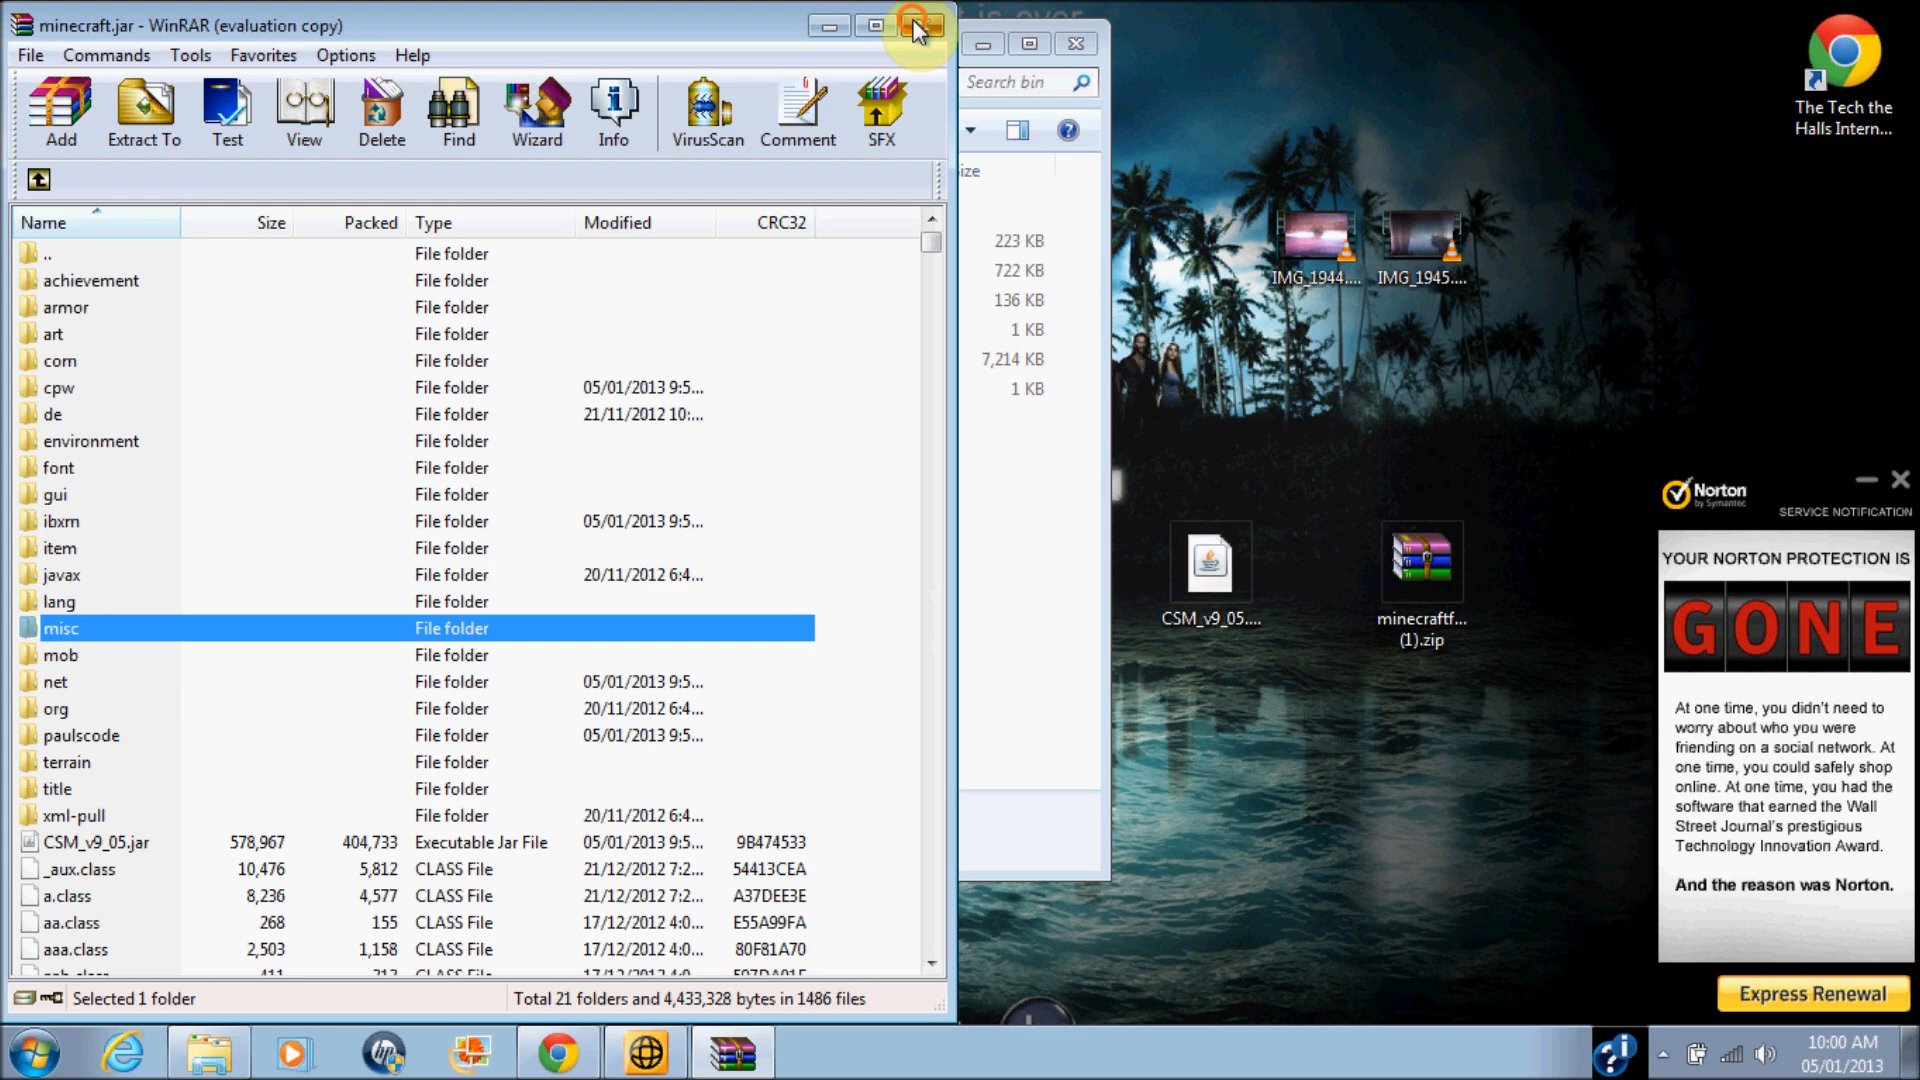 minecraft.jar - WinRAR (evaluation copy)
File Commands Tools Favorites Options Help
Add Extract To Test View Delete Find Wizard Info VirusScan Comment SFX
Name Size Packed Type Modified CRC32
.. File folder
achievement File folder
armor File folder
art File folder
com File folder
cpw File folder 05/01/2013 9:5...
de File folder 21/11/2012 10:...
environment File folder
font File folder
gui File folder
ibxm File folder 05/01/2013 9:5...
item File folder
javax File folder 20/11/2012 6:4...
lang File folder
misc File folder
mob File folder
net File folder 05/01/2013 9:5...
org File folder 20/11/2012 6:4...
paulscode File folder 05/01/2013 9:5...
terrain File folder
title File folder
xml-pull File folder 20/11/2012 6:4...
CSM_v9_05.jar 578,967 404,733 Executable Jar File 05/01/2013 9:5... 9B474533
_aux.class 10,476 5,812 CLASS File 21/12/2012 7:2... 54413CEA
a.class 8,236 4,577 CLASS File 21/12/2012 7:2... A37DEE3E
aa.class 268 155 CLASS File 17/12/2012 4:0... E55A99FA
aaa.class 2,503 1,158 CLASS File 17/12/2012 4:0... 80F81A70
Selected 1 folder Total 21 folders and 4,433,328 bytes in 1486 files
Search bin
ize
223 KB
722 KB
136 KB
1 KB
7,214 KB
1 KB
The Tech the
Halls Intern...
IMG_1944.... IMG_1945....
CSM_v9_05....
minecraftf...
(1).zip
Norton
by Symantec
SERVICE NOTIFICATION
YOUR NORTON PROTECTION IS
GONE
At one time, you didn't need to
worry about who you were
friending on a social network. At
one time, you could safely shop
online. At one time, you had the
software that earned the Wall
Street Journal's prestigious
Technology Innovation Award.
And the reason was Norton.
Express Renewal
hp
10:00 AM
05/01/2013